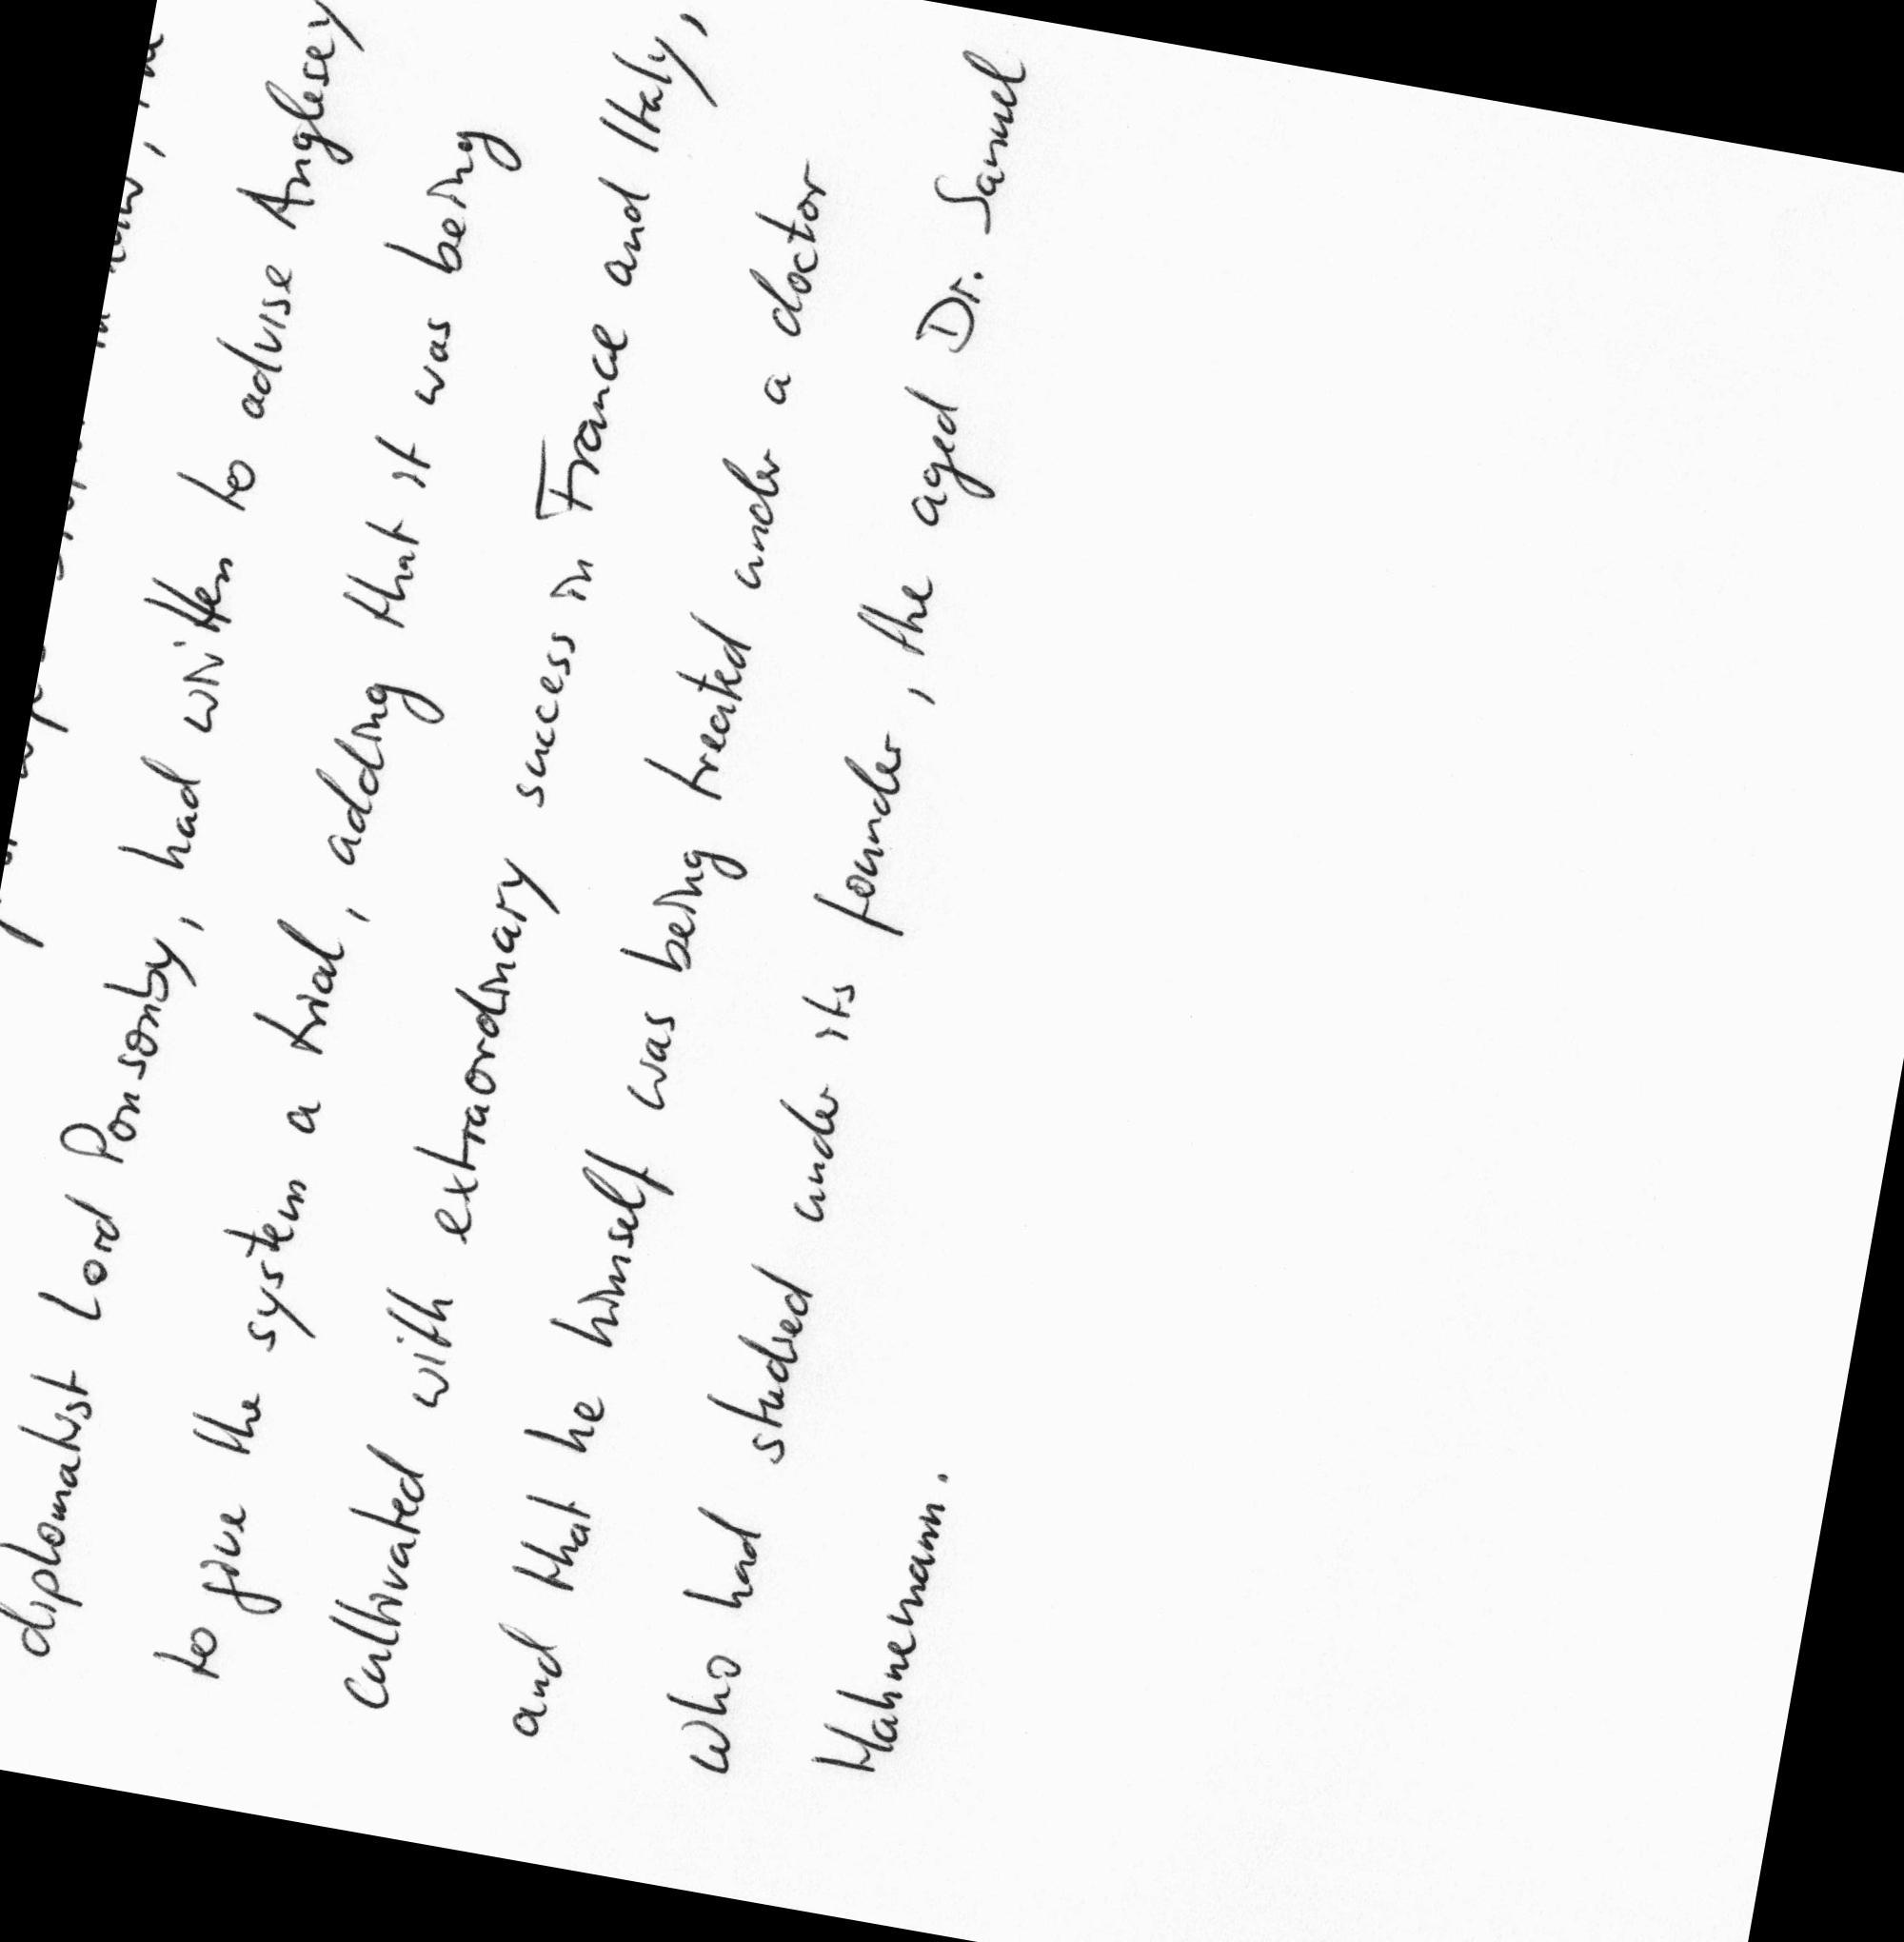 diplomatist Lord Ponsonby, had written to advise Anglesey
to give the system a trial, adding that it was being
cultivated with extraordinary success in France and Italy,
and that he himself was being treated under a doctor
who had studied under its founder, the aged Dr. Samuel
Hahnemann.